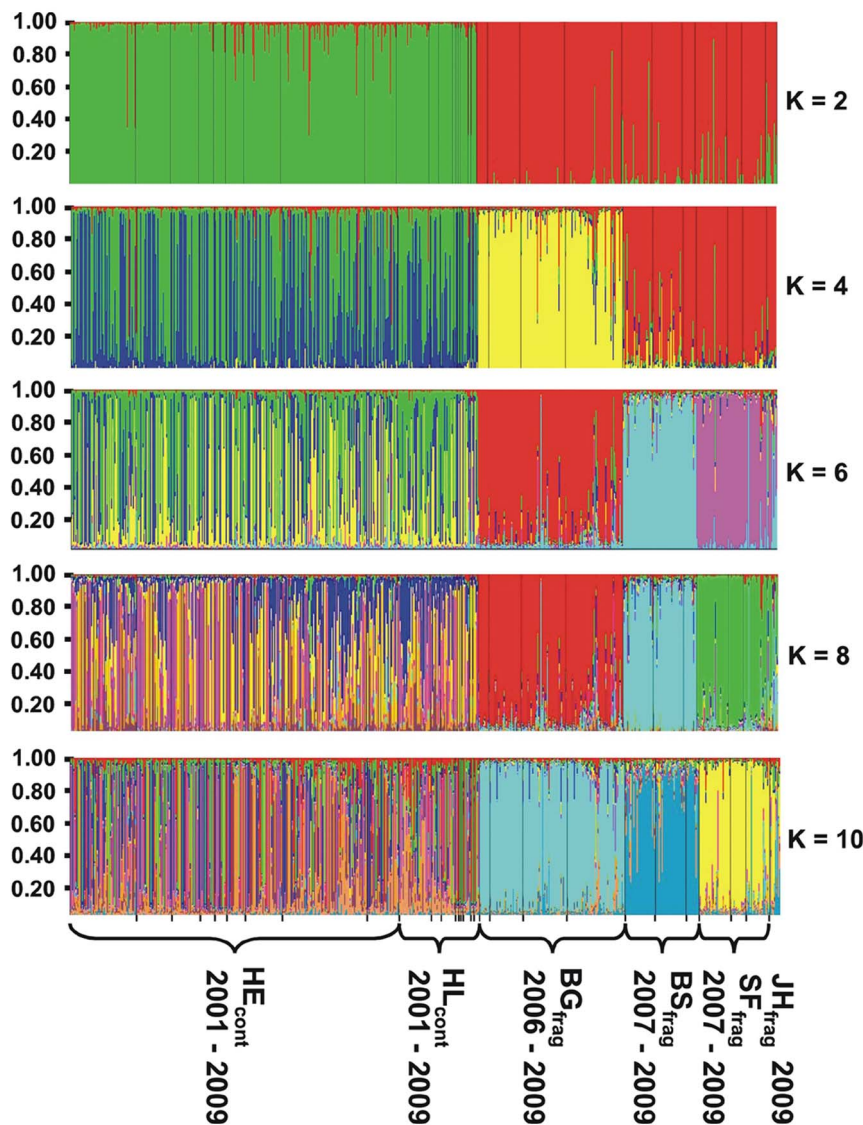 1.00
0.80
0.60
0.40
0.20
K = 2
1.00
0.80
0.60
0.40
0.20
K = 4
1.00
0.80
0.60
0.40
0.20
K = 6
1.00
0.80
0.60
0.40
0.20
K = 8
1.00
0.80
0.60
0.40
0.20
K = 10
HEcont
2001 - 2009
HLcont
2001 - 2009
BGfrag
2006 - 2009
BSfrag
2007 - 2009
SFfrag
2007 - 2009
JHfrag 2009